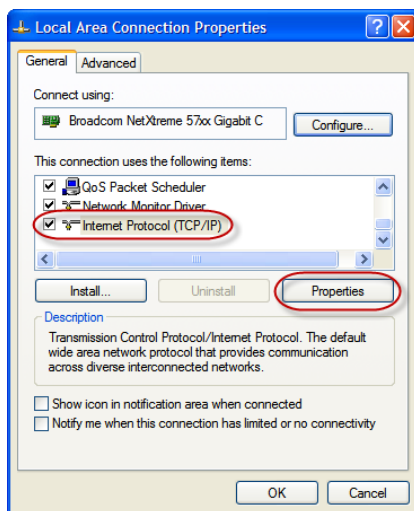 Local Area Connection Properties
General Advanced
Connect using:
Broadcom NetXtreme 57xx Gigabit C
Configure...
This connection uses the following items:
QoS Packet Scheduler
Network Monitor Driver
Internet Protocol (TCP/IP)
Install... Uninstall Properties
Description
Transmission Control Protocol/Internet Protocol. The default
wide area network protocol that provides communication
across diverse interconnected networks.
Show icon in notification area when connected
Notify me when this connection has limited or no connectivity
OK Cancel